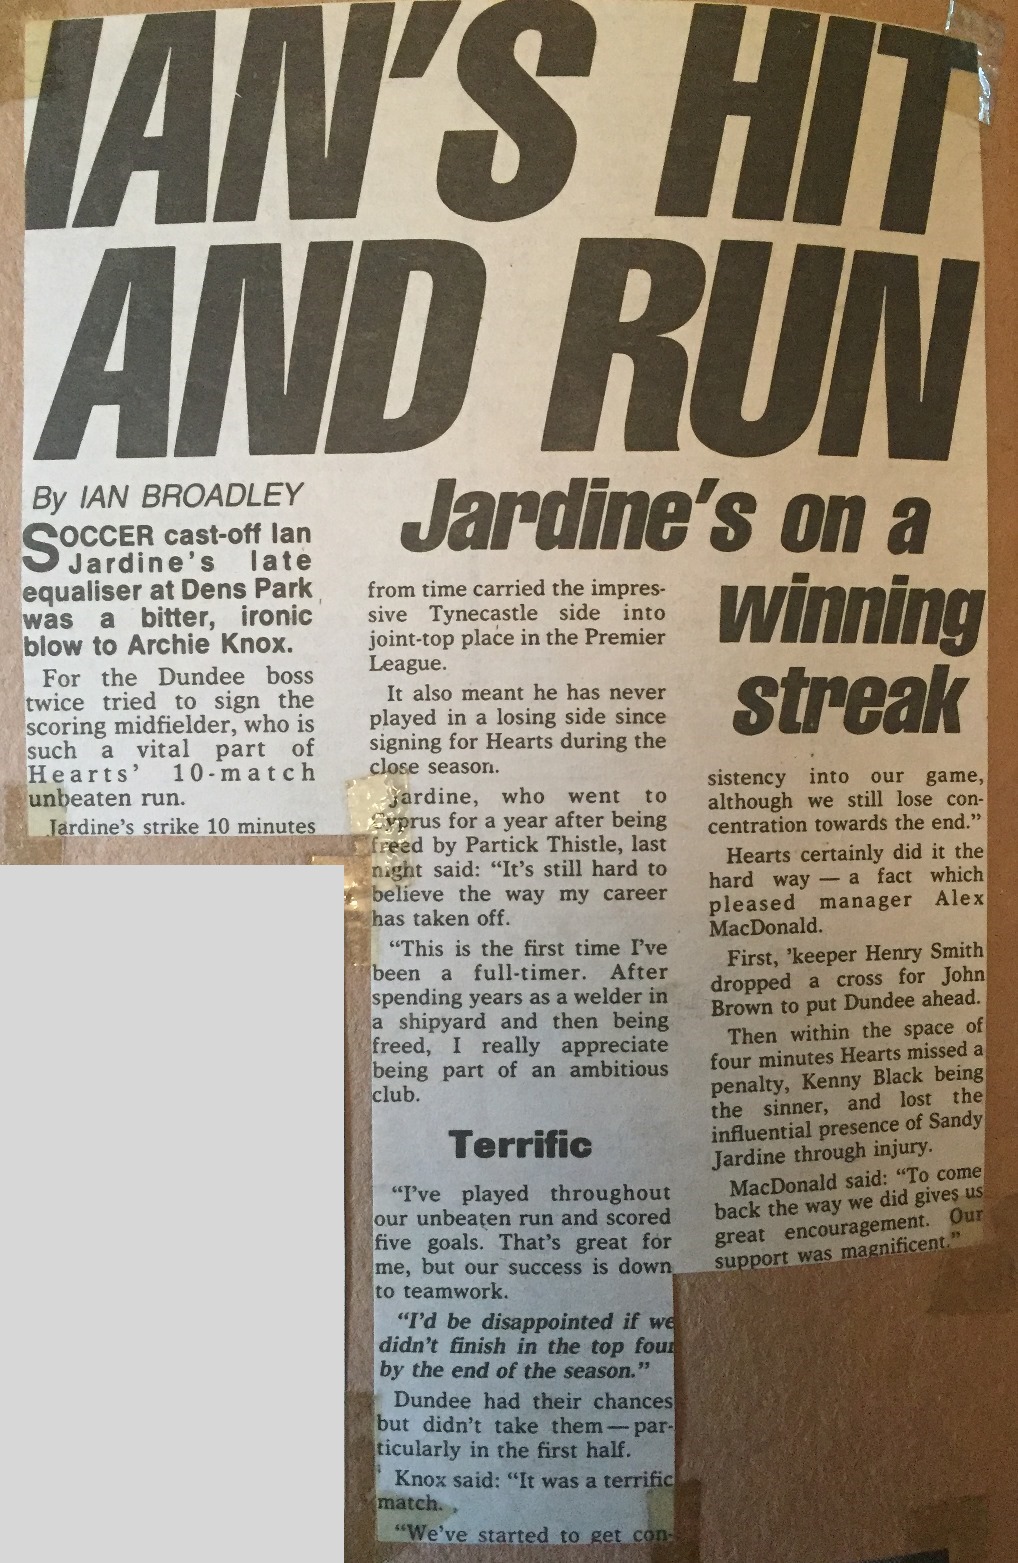 IAN'S HIT
AND RUN
By IAN BROADLEY
SOCCER cast-off Ian
Jardine's late
equaliser at Dens Park
was a bitter, ironic
blow to Archie Knox.
For the Dundee boss
twice tried to sign the
scoring midfielder, who is
such a vital part of
Hearts' 10-match
unbeaten run.
Jardine's strike 10 minutes
Jardine's on a
winning
streak
from time carried the impres-
sive Tynecastle side into
joint-top place in the Premier
League.
It also meant he has never
played in a losing side since
signing for Hearts during the
close season.
Jardine, who went to
Cyprus for a year after being
freed by Partick Thistle, last
night said: “It's still hard to
believe the way my career
has taken off.
“This is the first time I've
been a full-timer. After
spending years as a welder in
a shipyard and then being
freed, I really appreciate
being part of an ambitious
club.
Terrific
“I've played throughout
our unbeaten run and scored
five goals. That's great for
me, but our success is down
to teamwork.
“I'd be disappointed if we
didn't finish in the top four
by the end of the season.”
Dundee had their chances
but didn't take them — par-
ticularly in the first half.
Knox said: “It was a terrific
match.
“We've started to get con-
sistency into our game,
although we still lose con-
centration towards the end.”
Hearts certainly did it the
hard way — a fact which
pleased manager Alex
MacDonald.
First, 'keeper Henry Smith
dropped a cross for John
Brown to put Dundee ahead.
Then within the space of
four minutes Hearts missed a
penalty, Kenny Black being
the sinner, and lost the
influential presence of Sandy
Jardine through injury.
MacDonald said: “To come
back the way we did gives us
great encouragement. Our
support was magnificent.”